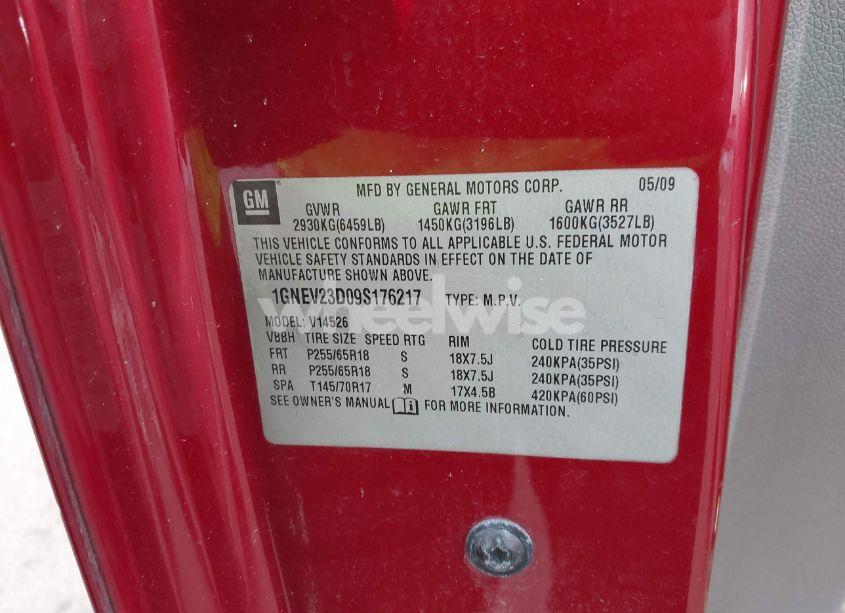 GM
MFD BY GENERAL MOTORS CORP. 05/09
GVWR GAWR FRT GAWR RR
2930KG(6459LB) 1450KG(3196LB) 1600KG(3527LB)
THIS VEHICLE CONFORMS TO ALL APPLICABLE U.S. FEDERAL MOTOR
VEHICLE SAFETY STANDARDS IN EFFECT ON THE DATE OF
MANUFACTURE SHOWN ABOVE.
1GNEV23D09S176217 TYPE: M.P.V.
wheelwise
MODEL: V14526
VBBH TIRE SIZE SPEED RTG RIM COLD TIRE PRESSURE
FRT P255/65R18 S 18X7.5J 240KPA(35PSI)
RR P255/65R18 S 18X7.5J 240KPA(35PSI)
SPA T145/70R17 M 17X4.5B 420KPA(60PSI)
SEE OWNER'S MANUAL FOR MORE INFORMATION.